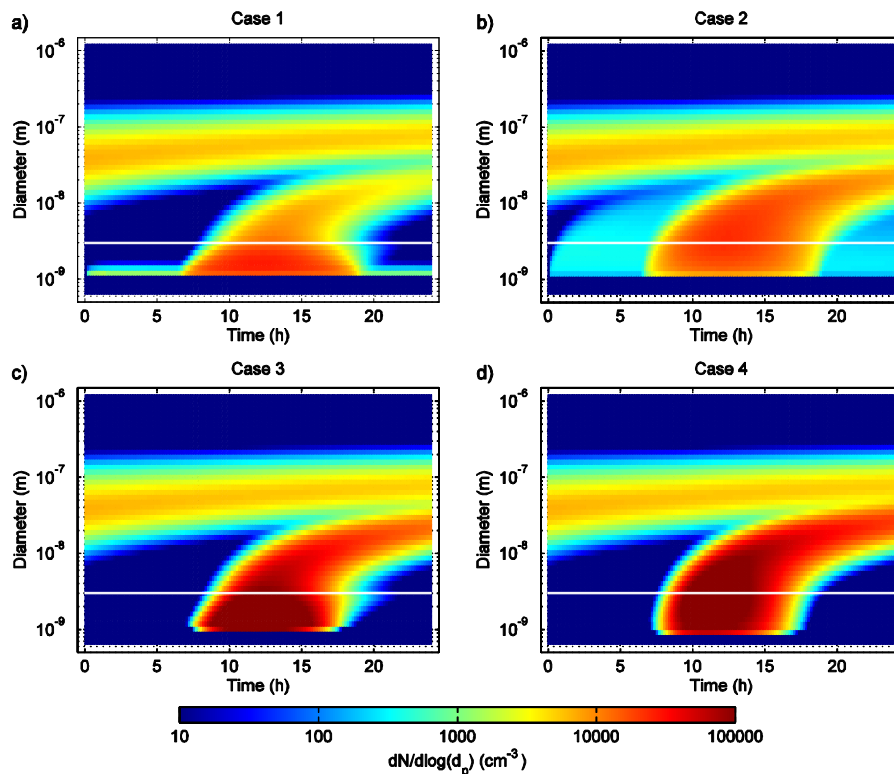 a) Case 1
b) Case 2
10⁻⁶
10⁻⁷
10⁻⁸
10⁻⁹
Diameter (m)
0 5 10 15 20
Time (h)
10⁻⁶
10⁻⁷
10⁻⁸
10⁻⁹
Diameter (m)
0 5 10 15 20
Time (h)
c) Case 3
d) Case 4
10⁻⁶
10⁻⁷
10⁻⁸
10⁻⁹
Diameter (m)
0 5 10 15 20
Time (h)
10⁻⁶
10⁻⁷
10⁻⁸
10⁻⁹
Diameter (m)
0 5 10 15 20
Time (h)
10 100 1000 10000 100000
dN/dlog(dₚ) (cm⁻³)